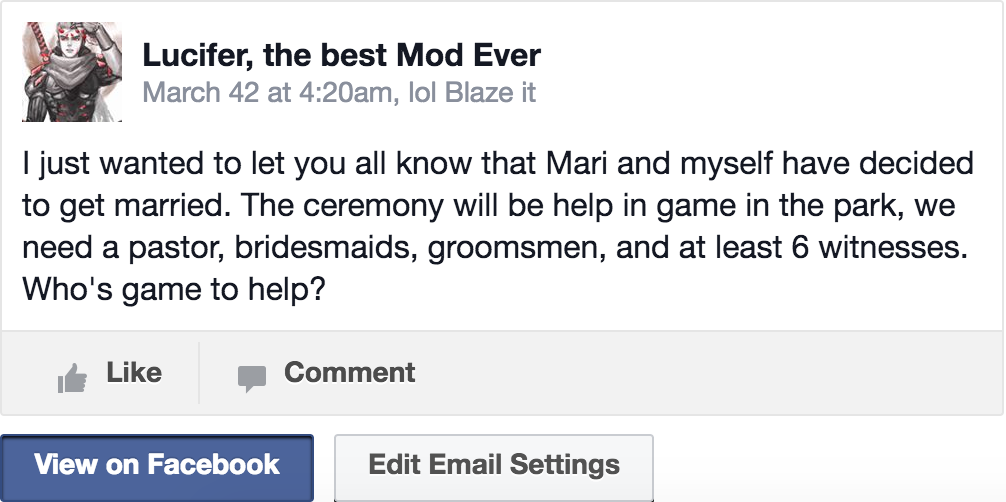 Lucifer, the best Mod Ever
March 42 at 4:20am, lol Blaze it
I just wanted to let you all know that Mari and myself have decided
to get married. The ceremony will be help in game in the park, we
need a pastor, bridesmaids, groomsmen, and at least 6 witnesses.
Who's game to help?
Like Comment
View on Facebook Edit Email Settings